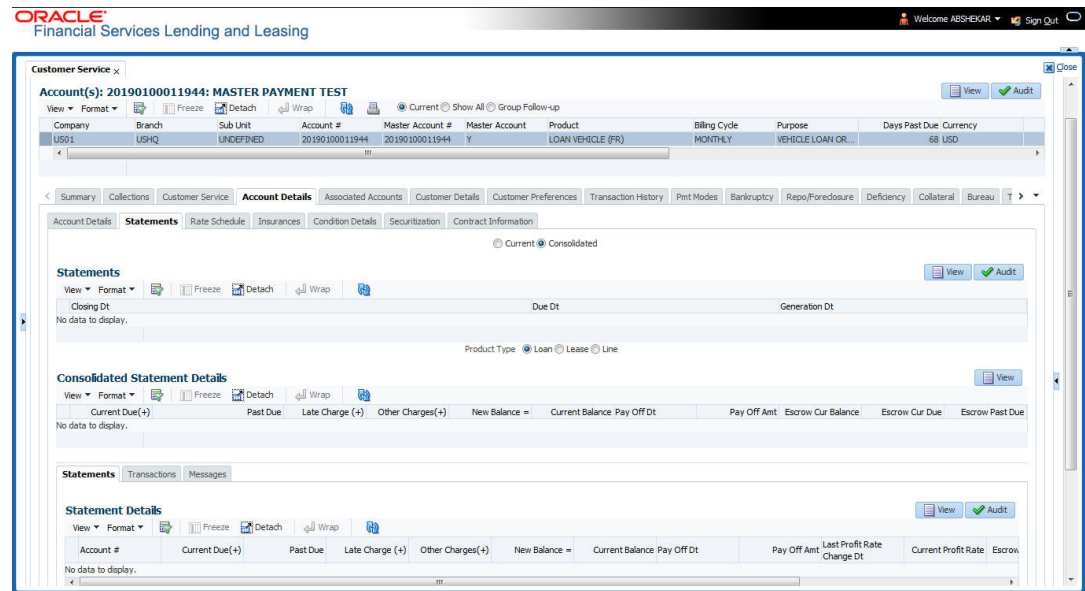 ORACLE
Financial Services Lending and Leasing
Welcome ABSHEKAR Sign Out
Customer Service x
Close
Account(s): 20190100011944: MASTER PAYMENT TEST
View Audit
View Format Freeze Detach Wrap Current Show All Group Follow-up
Company Branch Sub Unit Account # Master Account # Master Account Product Billing Cycle Purpose Days Past Due Currency
US01 USHQ UNDEFINED 20190100011944 20190100011944 Y LOAN VEHICLE (FR) MONTHLY VEHICLE LOAN OR... 68 USD
Summary Collections Customer Service Account Details Associated Accounts Customer Details Customer Preferences Transaction History Pmt Modes Bankruptcy Repo/Foreclosure Deficiency Collateral Bureau T
Account Details Statements Rate Schedule Insurances Condition Details Securitization Contract Information
Current Consolidated
Statements
View Audit
View Format Freeze Detach Wrap
Closing Dt Due Dt Generation Dt
No data to display.
Product Type Loan Lease Line
Consolidated Statement Details
View
View Format Freeze Detach Wrap
Current Due(+) Past Due Late Charge (+) Other Charges(+) New Balance = Current Balance Pay Off Dt Pay Off Amt Escrow Cur Balance Escrow Cur Due Escrow Past Due
No data to display.
Statements Transactions Messages
Statement Details
View Audit
View Format Freeze Detach Wrap
Account # Current Due(+) Past Due Late Charge (+) Other Charges(+) New Balance = Current Balance Pay Off Dt Pay Off Amt Last Profit Rate Change Dt Current Profit Rate Escrow
No data to display.